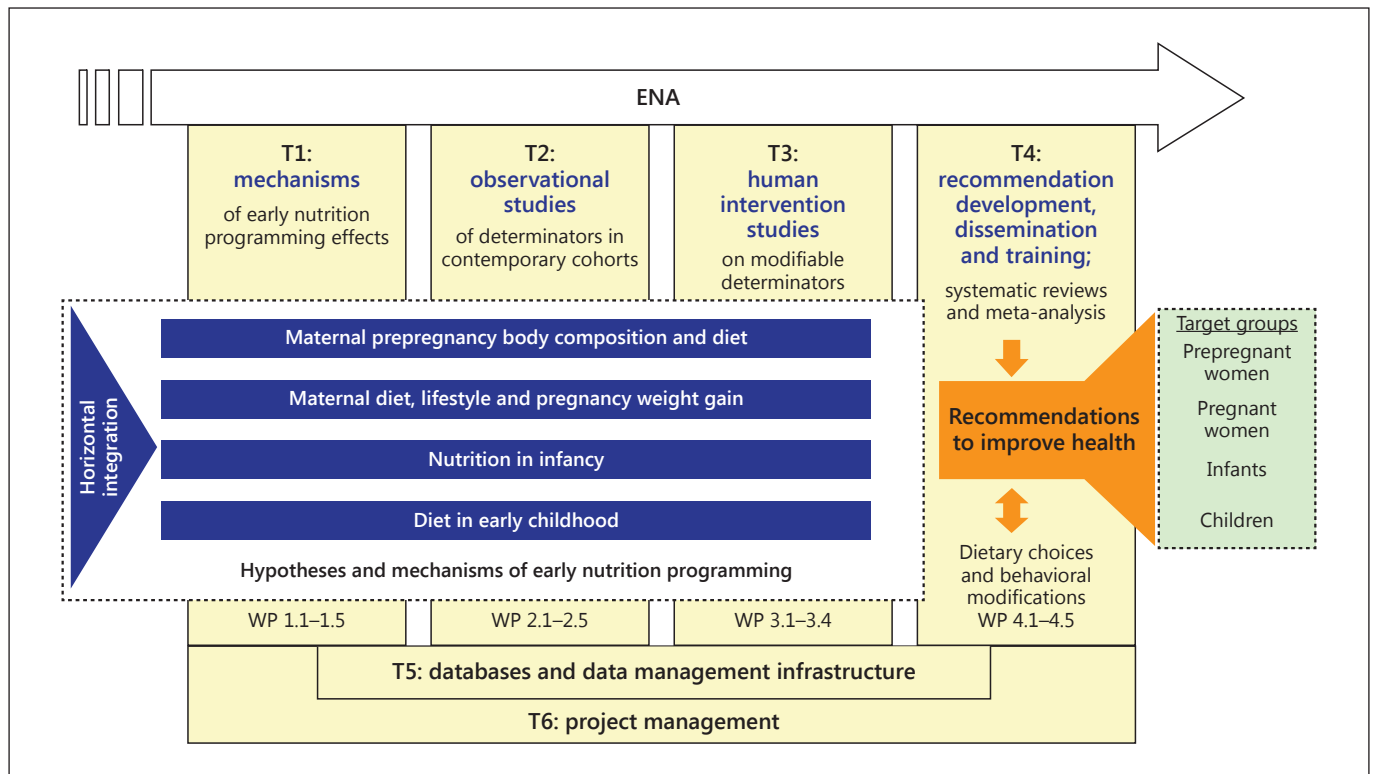 ENA
T1:
mechanisms
of early nutrition
programming effects
T2:
observational
studies
of determinators in
contemporary cohorts
T3:
human
intervention
studies
on modifiable
determinators
T4:
recommendation
development,
dissemination
and training;
systematic reviews
and meta-analysis
Horizontal
integration
Maternal prepregnancy body composition and diet
Maternal diet, lifestyle and pregnancy weight gain
Nutrition in infancy
Diet in early childhood
Hypotheses and mechanisms of early nutrition programming
Recommendations
to improve health
Dietary choices
and behavioral
modifications
Target groups
Prepregnant
women
Pregnant
women
Infants
Children
WP 1.1–1.5
WP 2.1–2.5
WP 3.1–3.4
WP 4.1–4.5
T5: databases and data management infrastructure
T6: project management